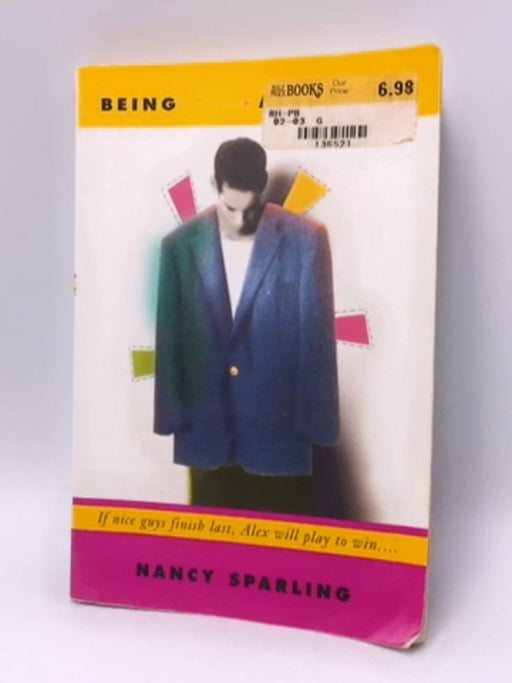 BEING
BOOKS Our Price 6.98
RH-PB
02-03 G
136521
If nice guys finish last, Alex will play to win....
NANCY SPARLING